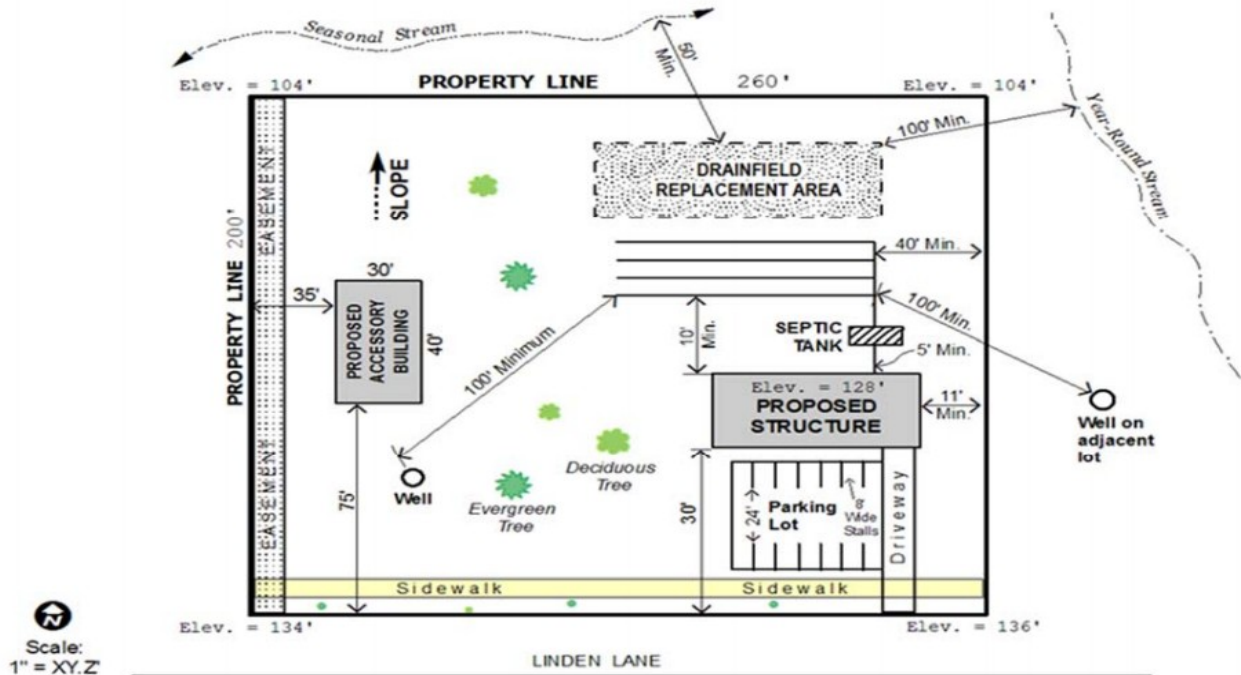 Seasonal Stream
50'
Min.
Elev. = 104'
PROPERTY LINE 260'
Elev. = 104'
Year-Round Stream
100' Min.
EASEMENT
SLOPE
DRAINFIELD
REPLACEMENT AREA
PROPERTY LINE 200'
40' Min.
30'
35'
PROPOSED
ACCESSORY
BUILDING
40'
100' Minimum
10'
Min.
SEPTIC
TANK
100' Min.
5' Min.
Elev. = 128'
PROPOSED
STRUCTURE
11'
Min.
Well on
adjacent
lot
EASEMENT
75'
Well
Deciduous
Tree
Evergreen
Tree
30'
24'
Parking
Lot
8'
Wide
Stalls
Driveway
Sidewalk
Sidewalk
Elev. = 134'
Elev. = 136'
N
Scale:
1" = XY.Z'
LINDEN LANE